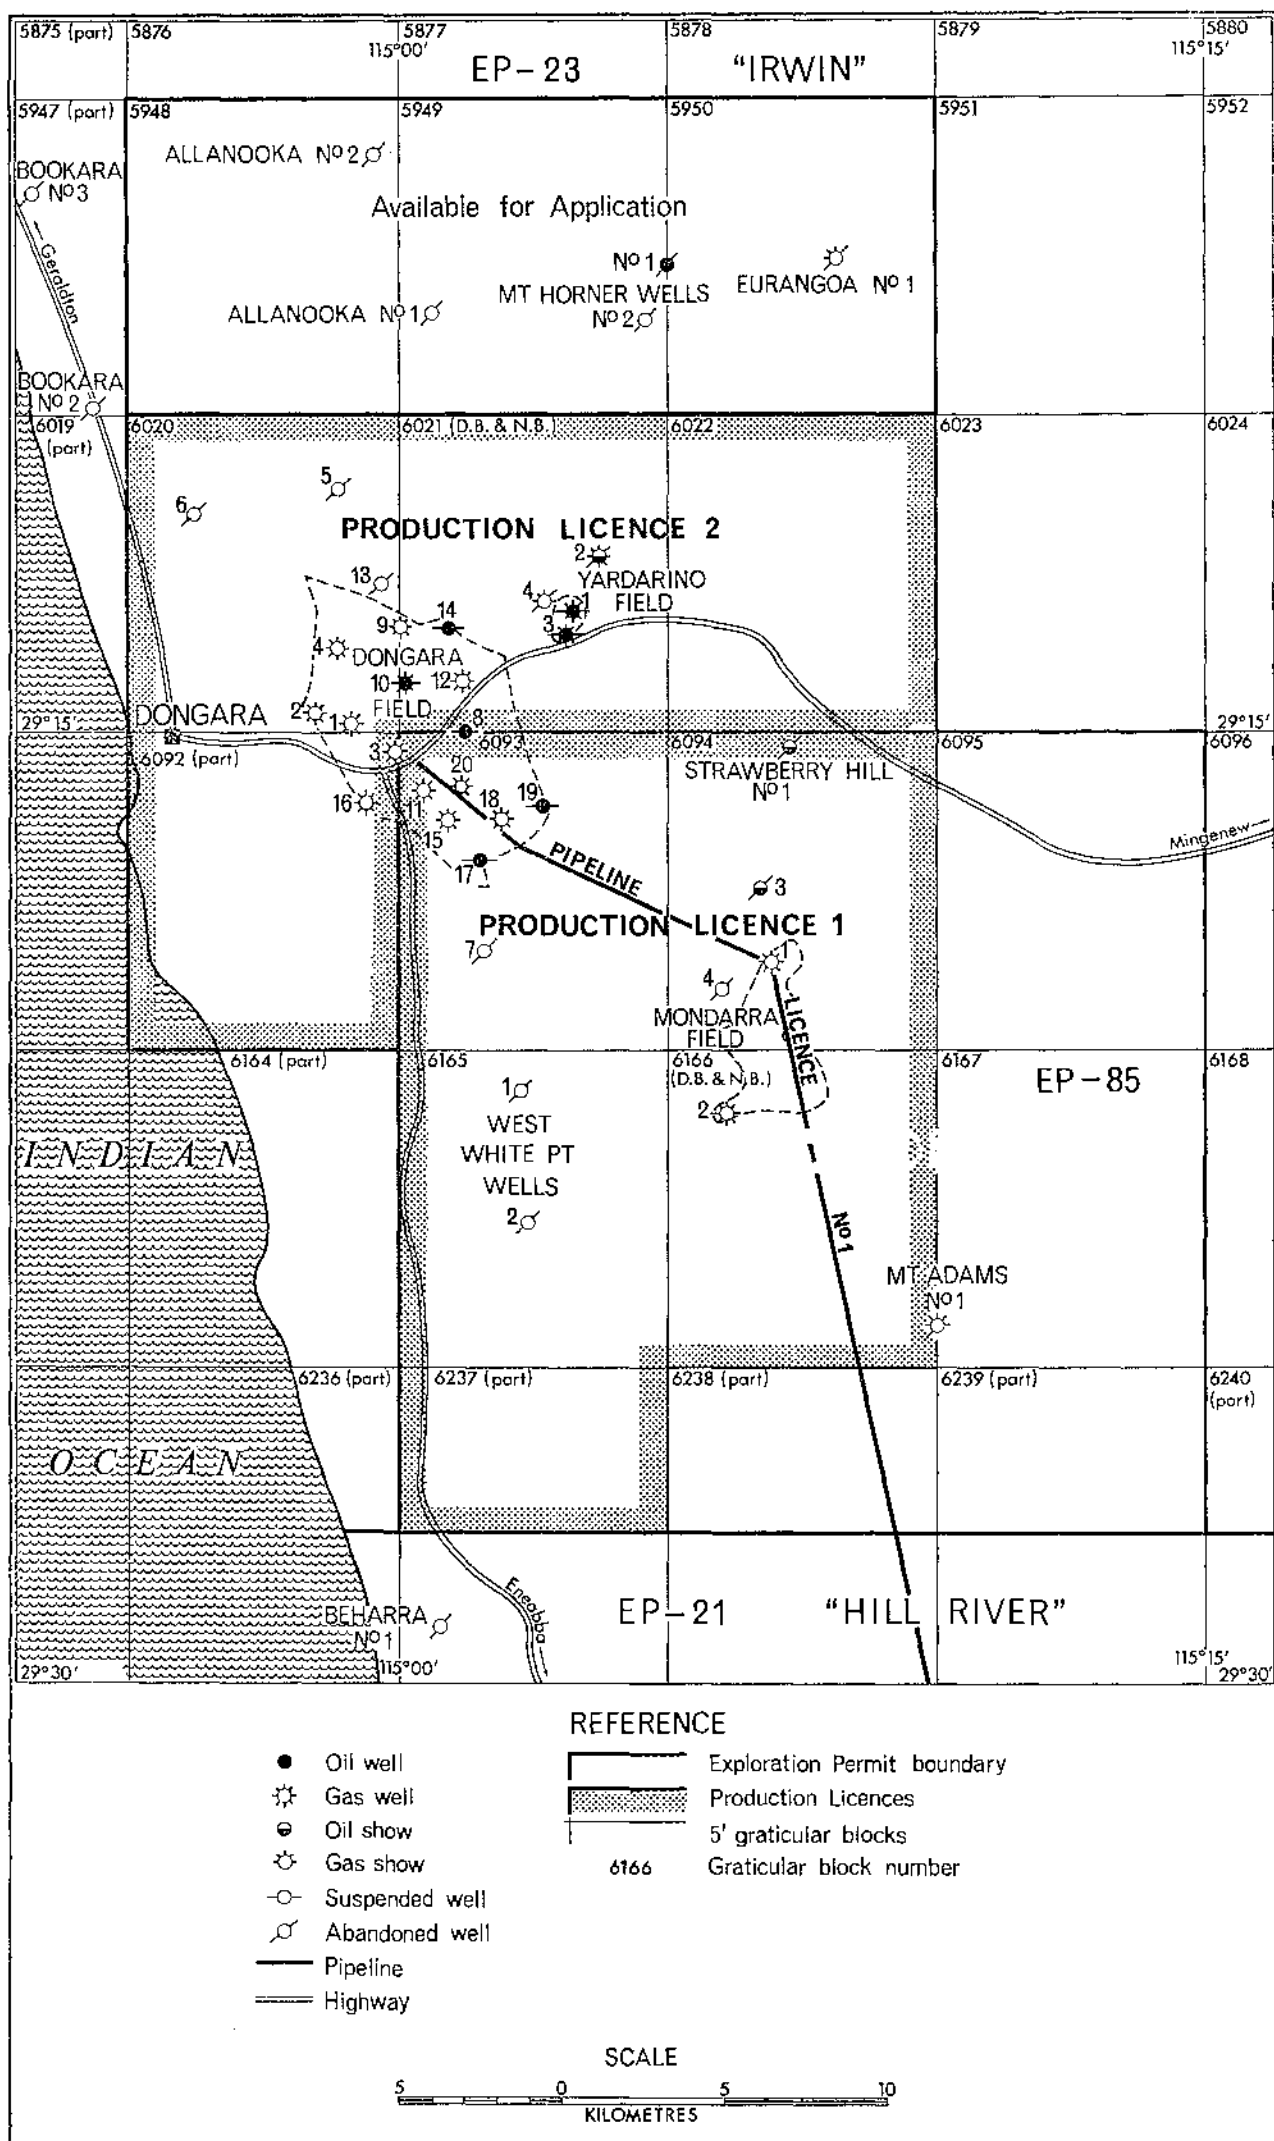 5875 (part)
5876
5877
5878
5879
5880
115°00′
115°15′
EP-23 "IRWIN"
5947 (part)
5948
5949
5950
5951
5952
ALLANOOKA Nº2
BOOKARA
Nº3
Available for Application
←Geraldton
Nº1
MT HORNER WELLS
Nº2
EURANGOA Nº1
ALLANOOKA Nº1
BOOKARA
Nº2
6019
(part)
6020
6021 (D.B. & N.B.)
6022
6023
6024
5
6
PRODUCTION LICENCE 2
2
YARDARINO
FIELD
13
4
1
14
9
3
4
DONGARA
10
12
FIELD
2
1
8
29°15′
DONGARA
29°15′
3
6092 (part)
6093
6094
6095
6096
STRAWBERRY HILL
Nº1
20
16
11
18
19
15
Mingenew→
17
PIPELINE
3
PRODUCTION LICENCE 1
7
1
4
MONDARRA
FIELD
LICENCE
6164 (part)
6165
6166
(D.B. & N.B.)
6167
6168
EP-85
1
2
WEST
WHITE PT
WELLS
2
INDIAN
Nº1
MT ADAMS
Nº1
6236 (part)
6237 (part)
6238 (part)
6239 (part)
6240
(part)
OCEAN
Eneabba→
EP-21 "HILL RIVER"
BEHARRA
Nº1
29°30′
115°00′
115°15′
29°30′
REFERENCE
Oil well
Gas well
Oil show
Gas show
Suspended well
Abandoned well
Pipeline
Highway
Exploration Permit boundary
Production Licences
5' graticular blocks
6166 Graticular block number
SCALE
5 0 5 10
KILOMETRES